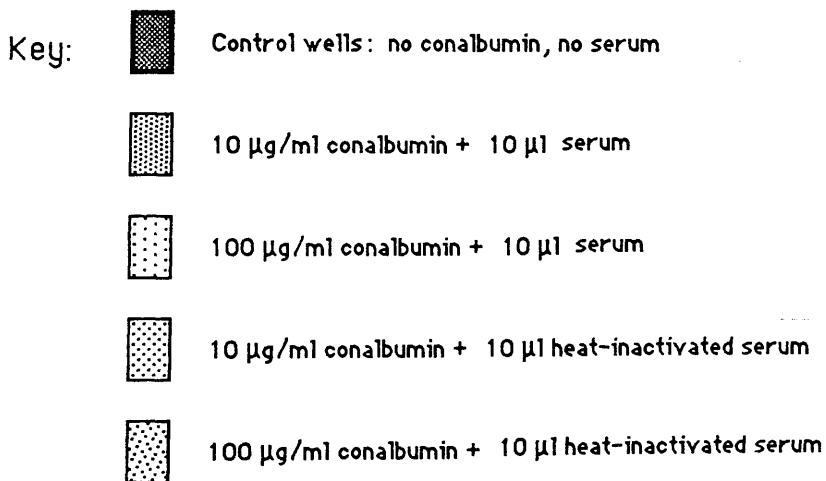 Key:
Control wells: no conalbumin, no serum
10 µg/ml conalbumin + 10 µl serum
100 µg/ml conalbumin + 10 µl serum
10 µg/ml conalbumin + 10 µl heat-inactivated serum
100 µg/ml conalbumin + 10 µl heat-inactivated serum